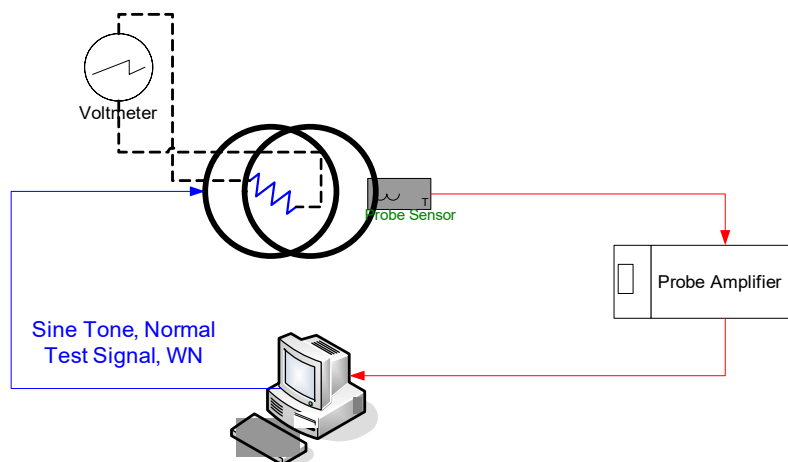 Voltmeter
T
Probe Sensor
Probe Amplifier
Sine Tone, Normal
Test Signal, WN